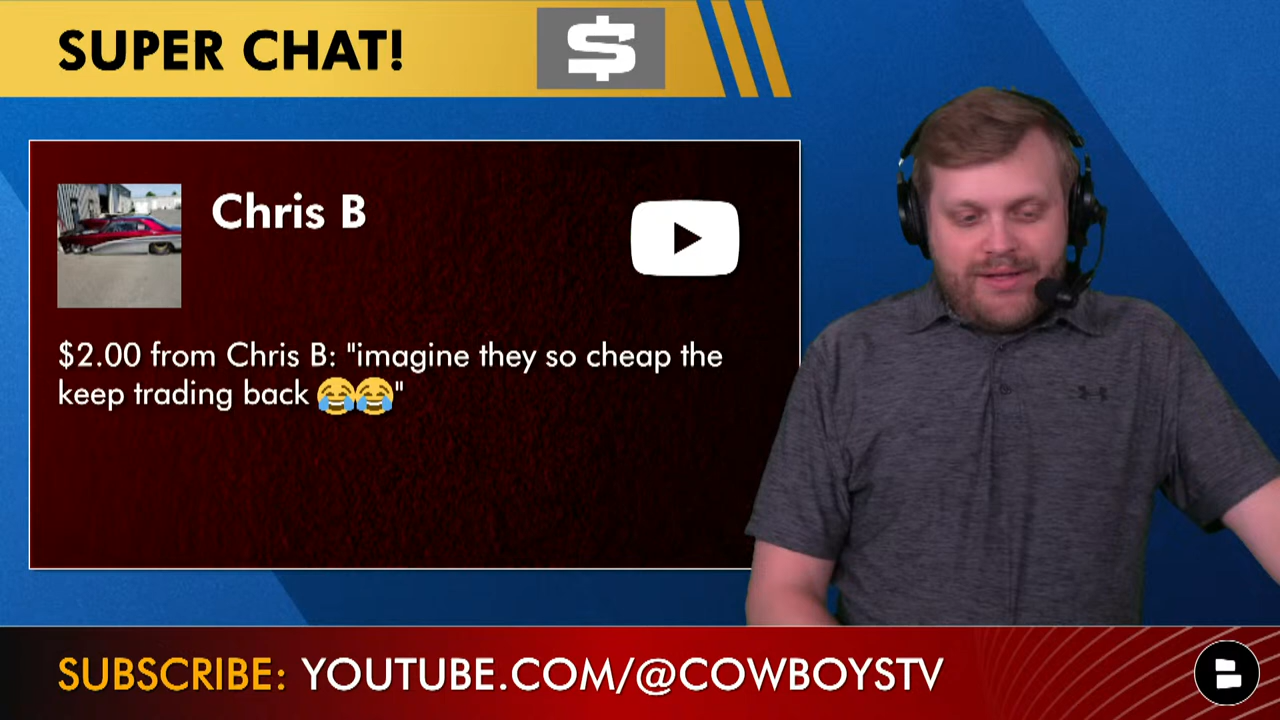 SUPER CHAT!
Chris B
$2.00 from Chris B: "imagine they so cheap the
keep trading back 😂😂"
SUBSCRIBE: YOUTUBE.COM/@COWBOYSTV